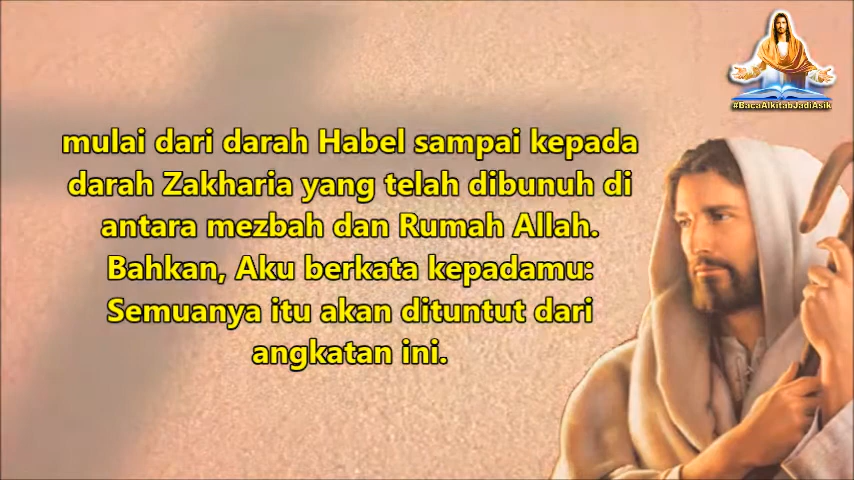 #BacaAlkitabJadiAsik
mulai dari darah Habel sampai kepada
darah Zakharia yang telah dibunuh di
antara mezbah dan Rumah Allah.
Bahkan, Aku berkata kepadamu:
Semuanya itu akan dituntut dari
angkatan ini.